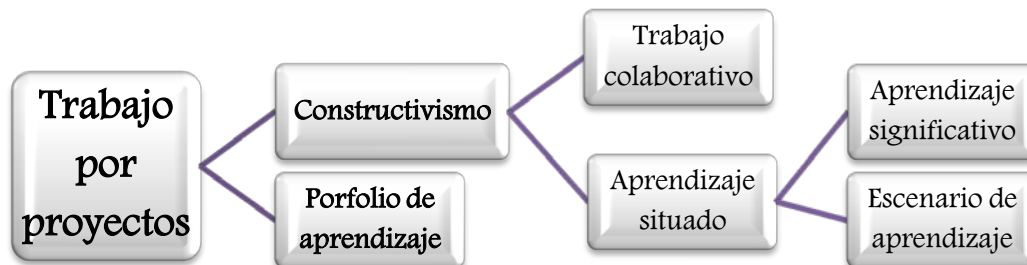 Trabajo
por
proyectos
Constructivismo
Porfolio de
aprendizaje
Trabajo
colaborativo
Aprendizaje
situado
Aprendizaje
significativo
Escenario de
aprendizaje